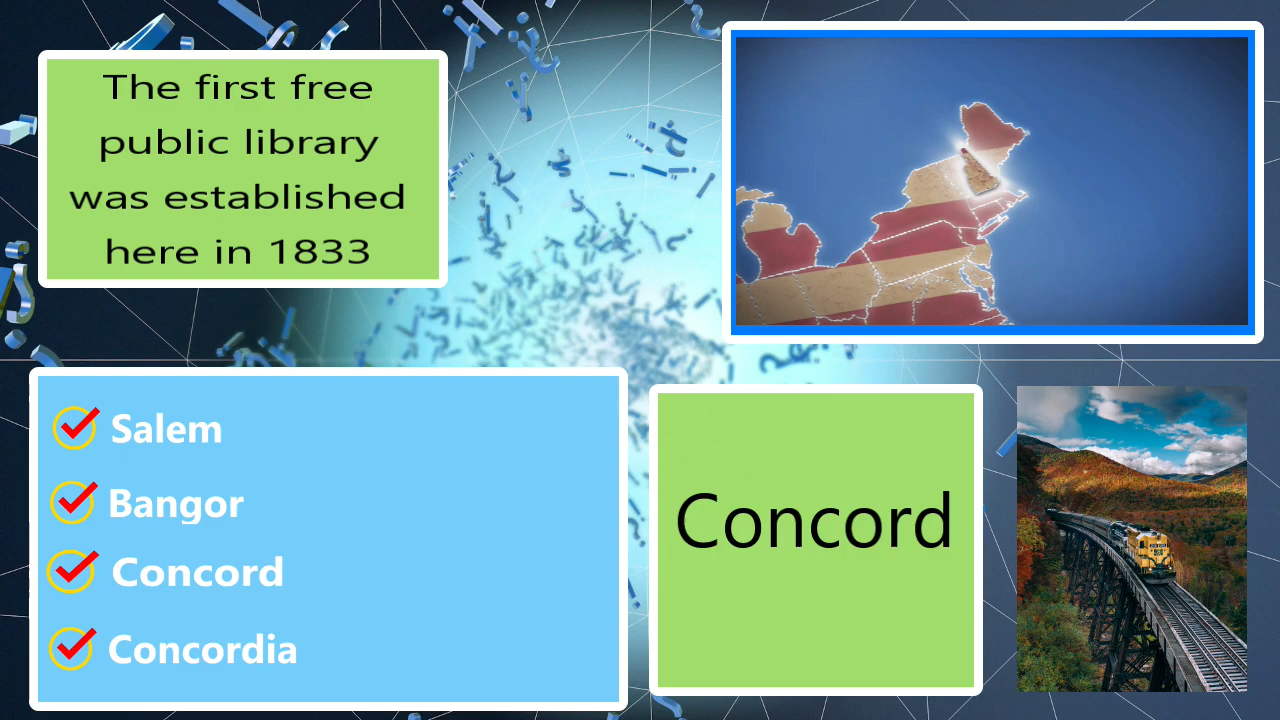 The first free
public library
was established
here in 1833
Salem
Bangor
Concord
Concordia
Concord